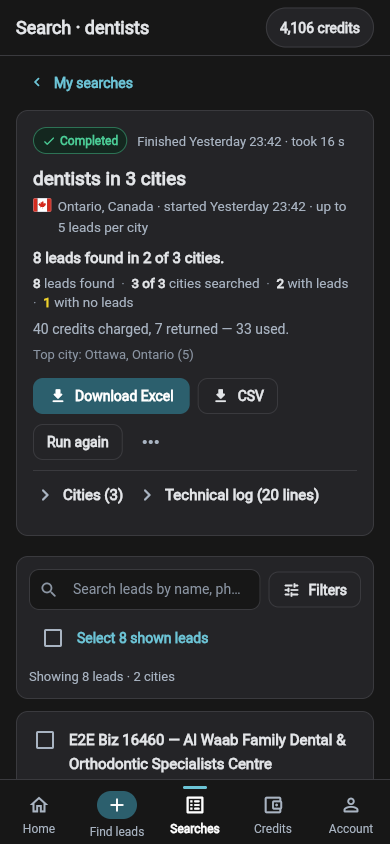 Search · dentists
4,106 credits
My searches
Completed
Finished Yesterday 23:42 · took 16 s
dentists in 3 cities
Ontario, Canada · started Yesterday 23:42 · up to
5 leads per city
8 leads found in 2 of 3 cities.
8 leads found · 3 of 3 cities searched · 2 with leads
· 1 with no leads
40 credits charged, 7 returned — 33 used.
Top city: Ottawa, Ontario (5)
Download Excel
CSV
Run again
Cities (3)
Technical log (20 lines)
Search leads by name, ph...
Filters
Select 8 shown leads
Showing 8 leads · 2 cities
E2E Biz 16460 — Al Waab Family Dental &
Orthodontic Specialists Centre
Home
Find leads
Searches
Credits
Account